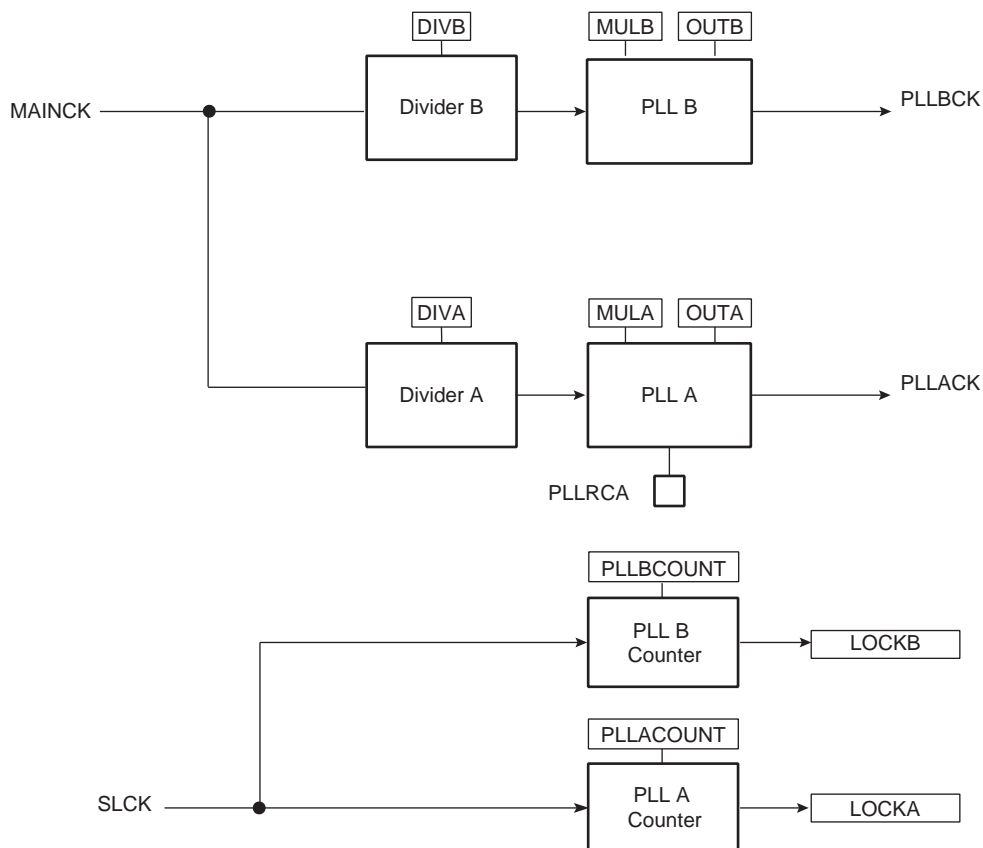 DIVB
MULB
OUTB
MAINCK
Divider B
PLL B
PLLBCK
DIVA
MULA
OUTA
Divider A
PLL A
PLLACK
PLLRCA
PLLBCOUNT
PLL B
Counter
LOCKB
PLLACOUNT
SLCK
PLL A
Counter
LOCKA